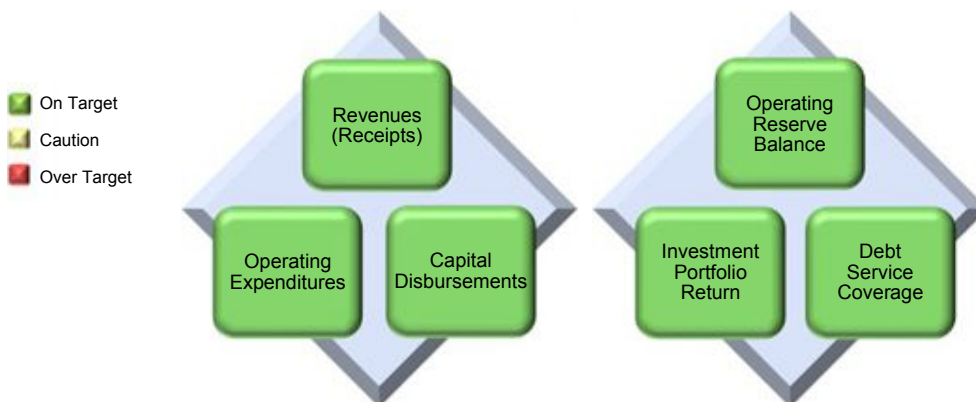 On Target
Caution
Over Target
Revenues
(Receipts)
Operating
Expenditures
Capital
Disbursements
Operating
Reserve
Balance
Investment
Portfolio
Return
Debt
Service
Coverage